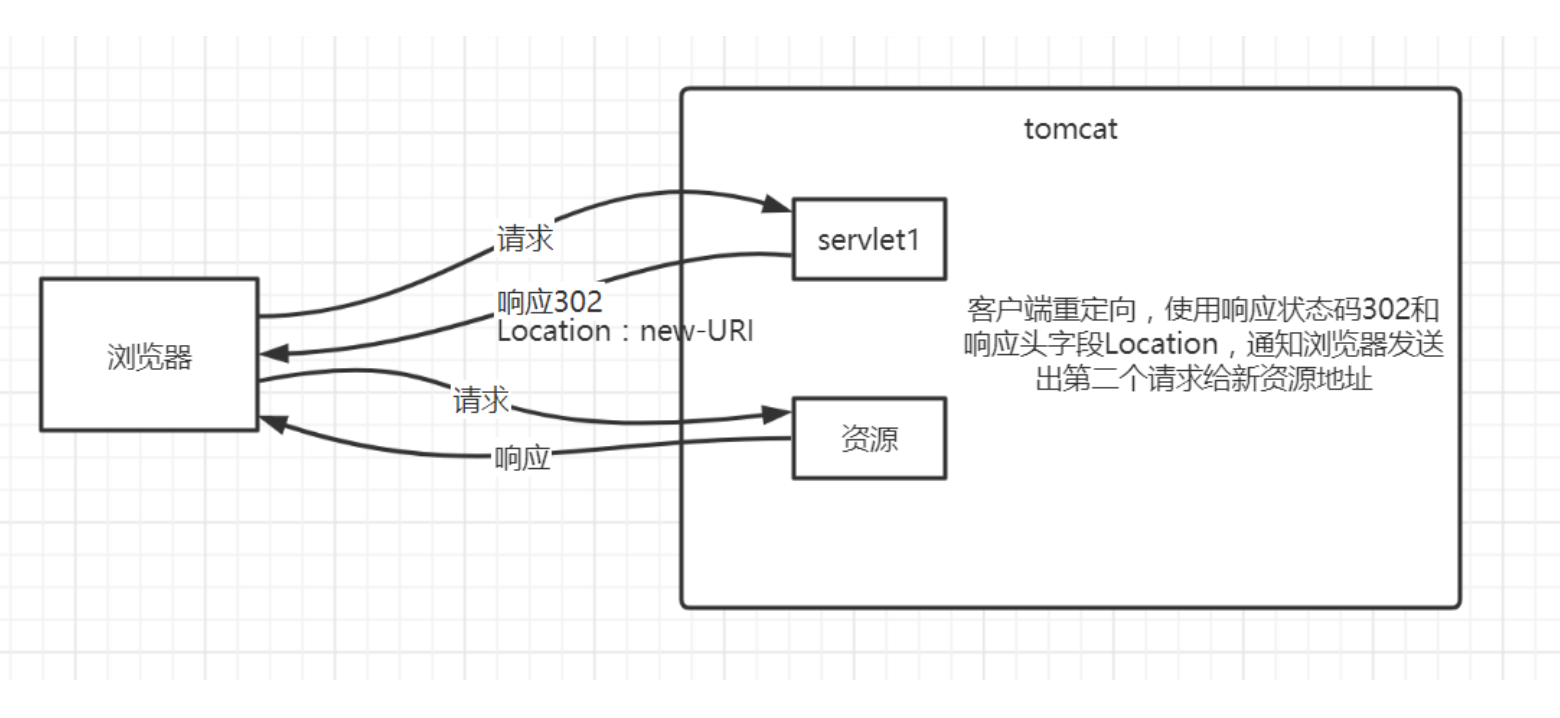 tomcat
请求
servlet1
响应302
Location：new-URI
客户端重定向，使用响应状态码302和
响应头字段Location，通知浏览器发送
出第二个请求给新资源地址
浏览器
请求
资源
响应